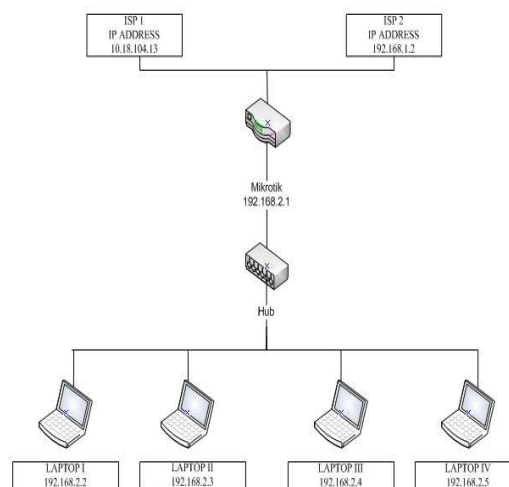 ISP 1
IP ADDRESS
10.18.104.13
ISP 2
IP ADDRESS
192.168.1.2
Mikrotik
192.168.2.1
Hub
LAPTOP I
192.168.2.2
LAPTOP II
192.168.2.3
LAPTOP III
192.168.2.4
LAPTOP IV
192.168.2.5